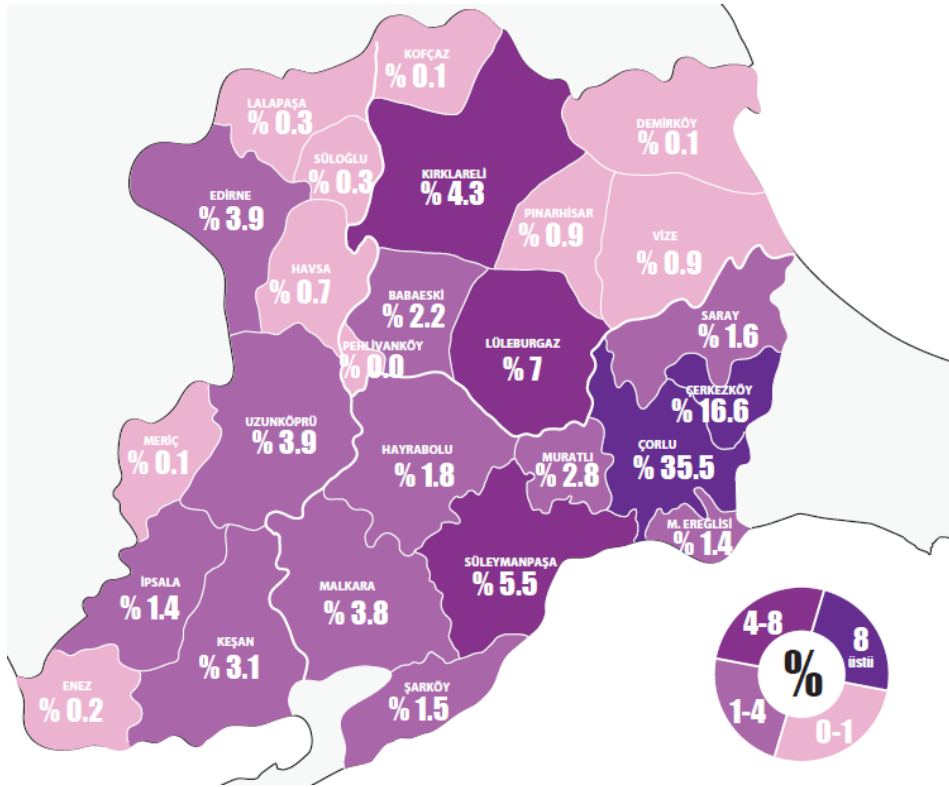 KOFÇAZ
% 0.1
LALAPAŞA
% 0.3
DEMİRKÖY
% 0.1
SÜLOĞLU
% 0.3
KIRKLARELİ
% 4.3
EDİRNE
% 3.9
PINARHİSAR
% 0.9
VİZE
% 0.9
HAVSA
% 0.7
BABAESKİ
% 2.2
SARAY
% 1.6
PEHLİVANKÖY
% 0.0
LÜLEBURGAZ
% 7
ÇERKEZKÖY
% 16.6
UZUNKÖPRÜ
% 3.9
MERİÇ
% 0.1
HAYRABOLU
% 1.8
MURATLI
% 2.8
ÇORLU
% 35.5
M. EREĞLİSİ
% 1.4
SÜLEYMANPAŞA
% 5.5
İPSALA
% 1.4
MALKARA
% 3.8
KEŞAN
% 3.1
ENEZ
% 0.2
ŞARKÖY
% 1.5
4-8
8
üstü
%
1-4
0-1